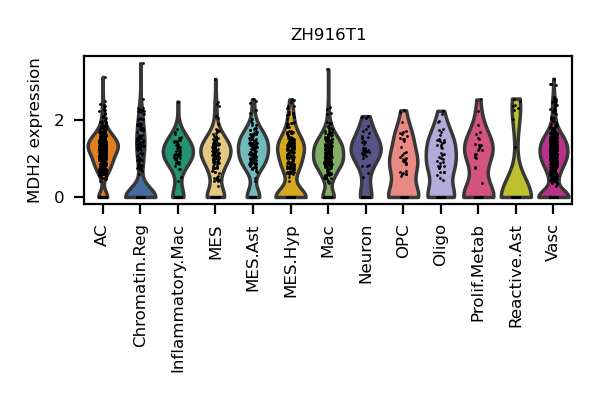 ZH916T1
MDH2 expression
2
0
AC
Chromatin.Reg
Inflammatory.Mac
MES
MES.Ast
MES.Hyp
Mac
Neuron
OPC
Oligo
Prolif.Metab
Reactive.Ast
Vasc